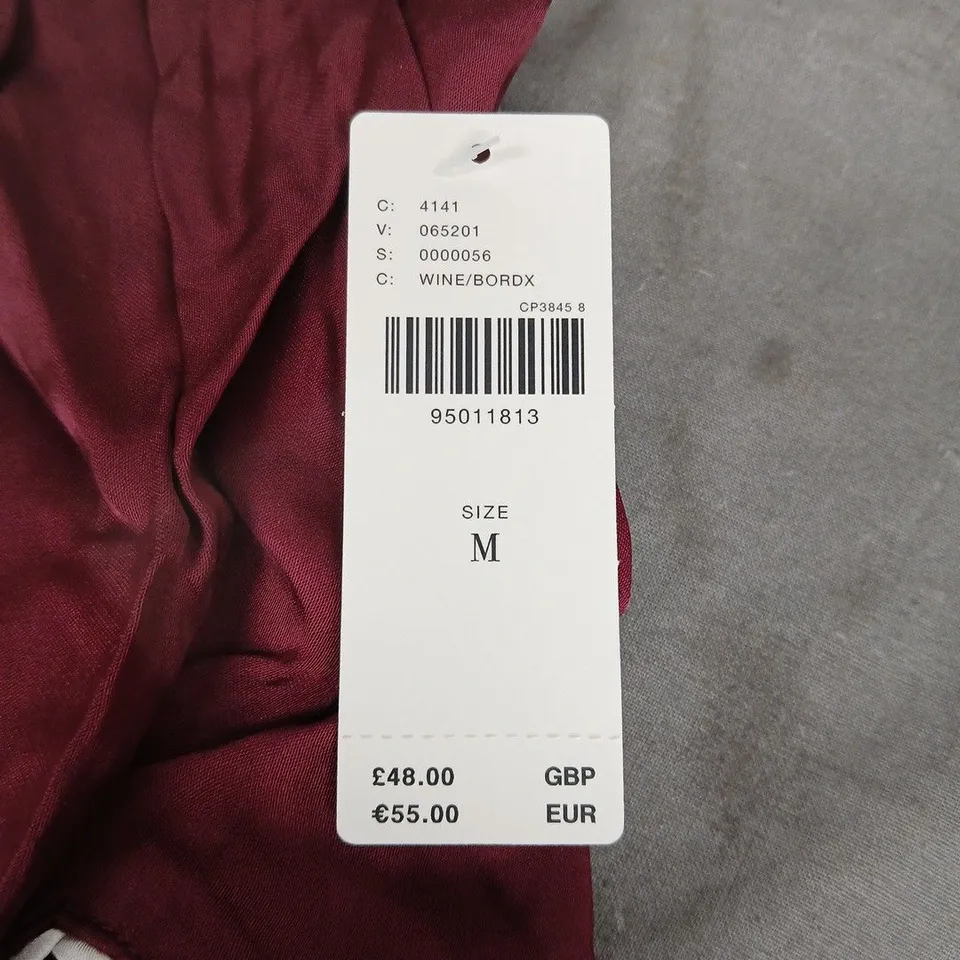 C: 4141
V: 065201
S: 0000056
C: WINE/BORDX
CP3845 8
95011813
SIZE
M
£48.00 GBP
€55.00 EUR